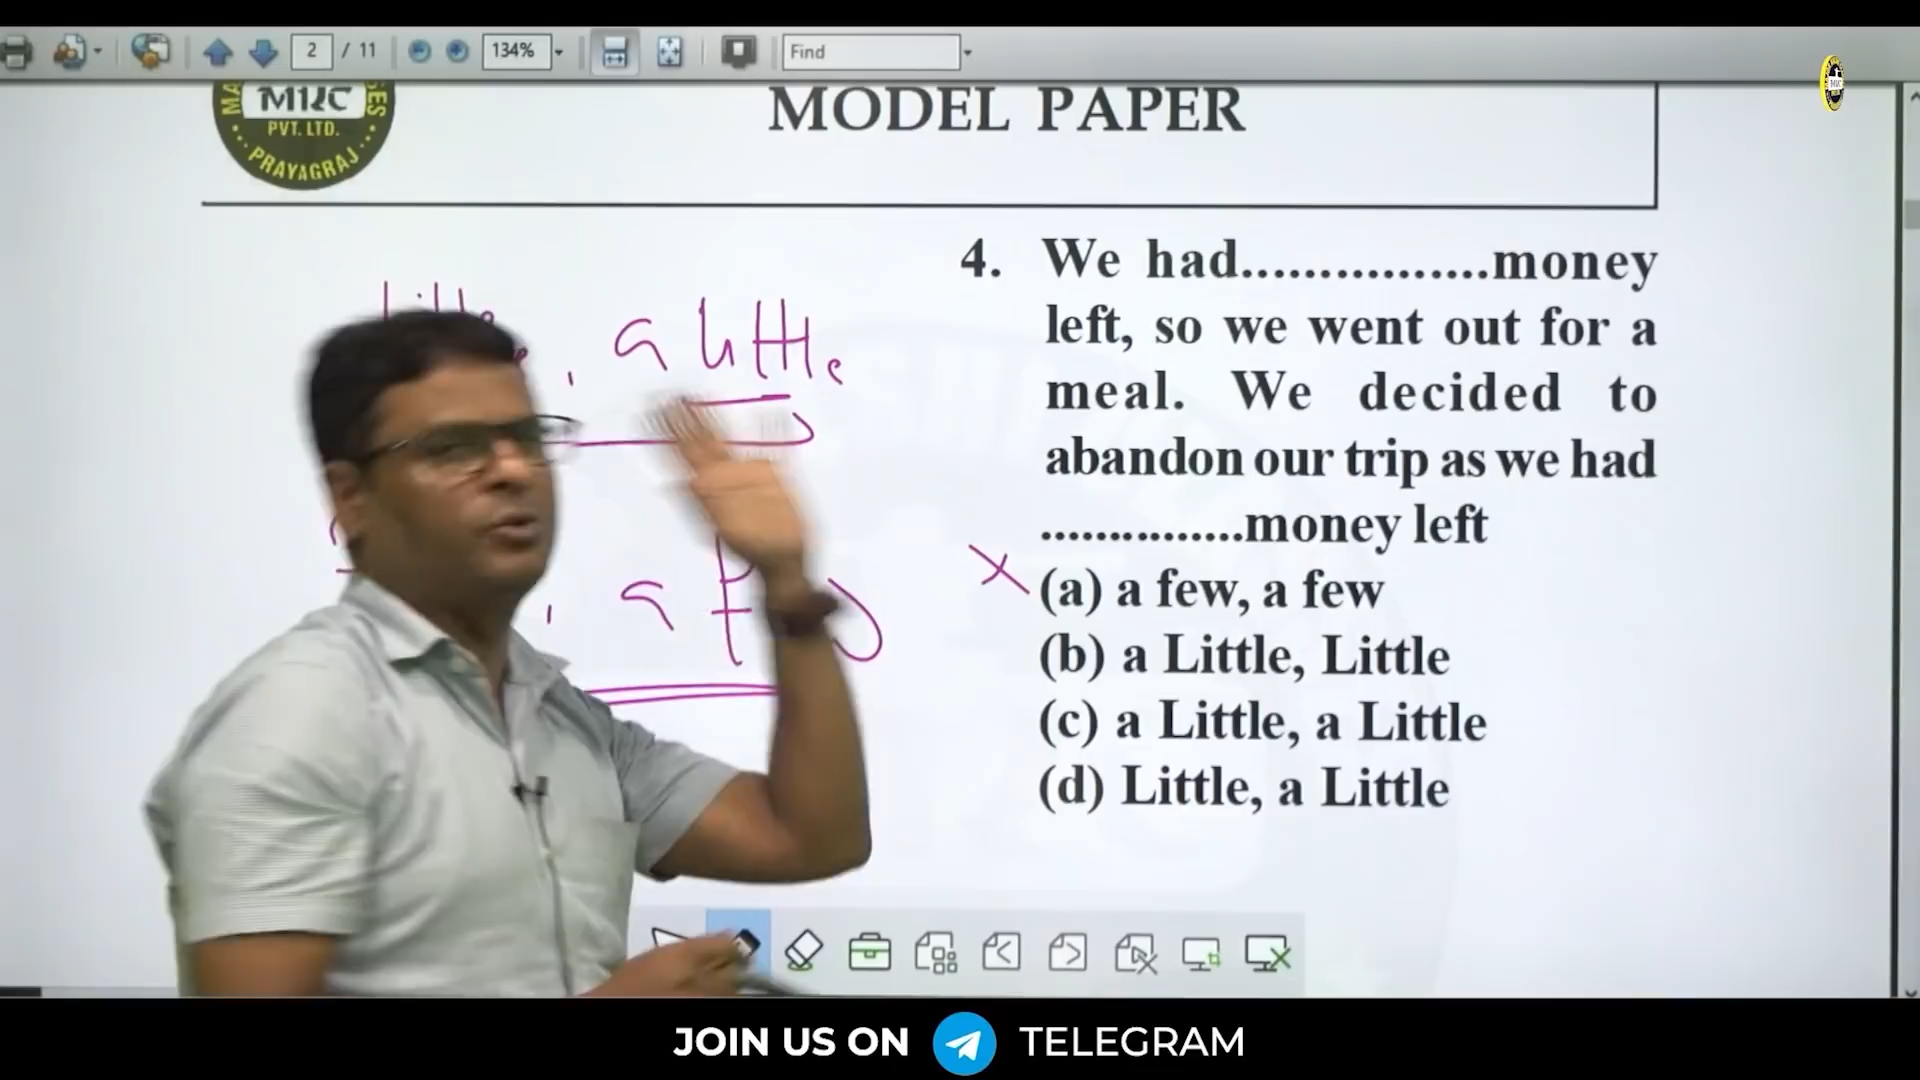 2 / 11
134%
Find
MRC
PVT. LTD.
PRAYAGRAJ
MODEL PAPER
a little
4. We had................money
left, so we went out for a
meal. We decided to
abandon our trip as we had
...............money left
(a) a few, a few
(b) a Little, Little
(c) a Little, a Little
(d) Little, a Little
JOIN US ON TELEGRAM